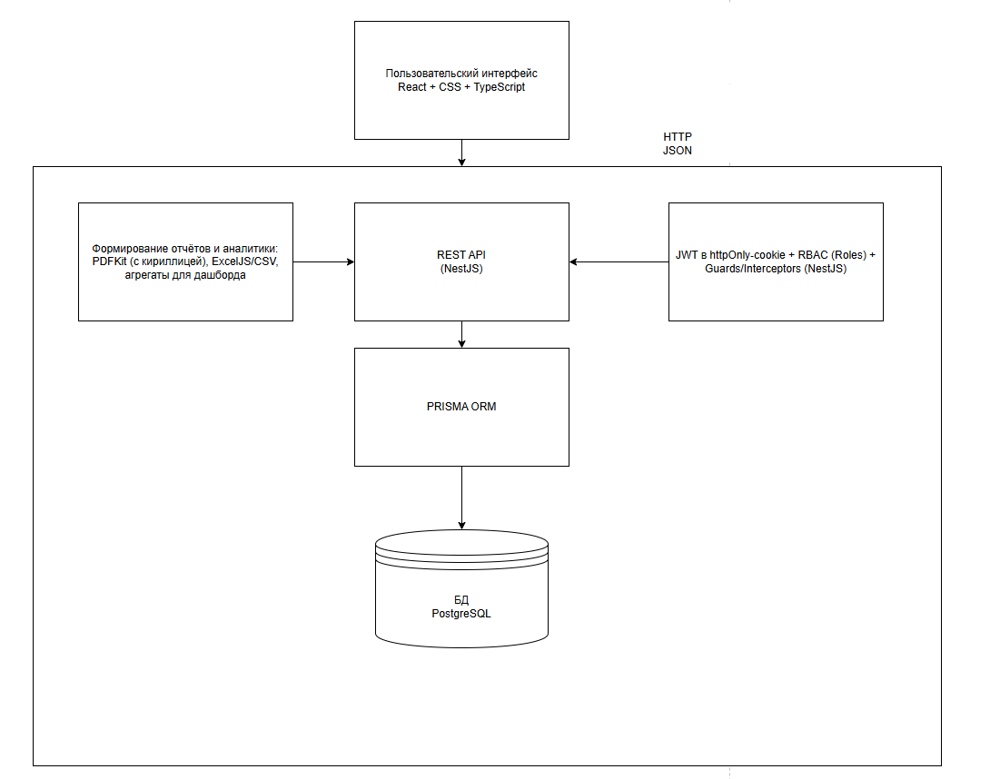 Пользовательский интерфейс
React + CSS + TypeScript
HTTP
JSON
Формирование отчётов и аналитики:
PDFKit (с кириллицей), ExcelJS/CSV,
агрегаты для дашборда
REST API
(NestJS)
JWT в httpOnly-cookie + RBAC (Roles) +
Guards/Interceptors (NestJS)
PRISMA ORM
БД
PostgreSQL